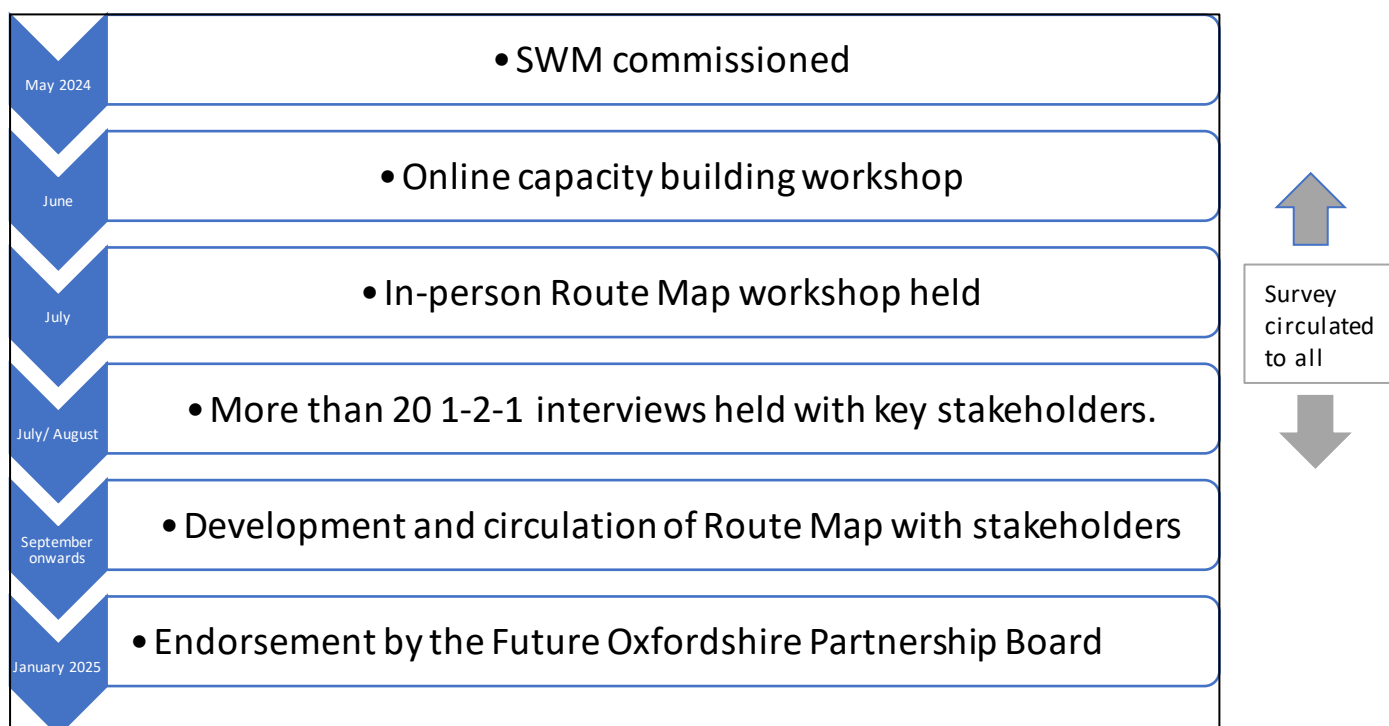 May 2024
• SWM commissioned
June
• Online capacity building workshop
July
• In-person Route Map workshop held
July/ August
• More than 20 1-2-1 interviews held with key stakeholders.
September
onwards
• Development and circulation of Route Map with stakeholders
January 2025
• Endorsement by the Future Oxfordshire Partnership Board
Survey
circulated
to all